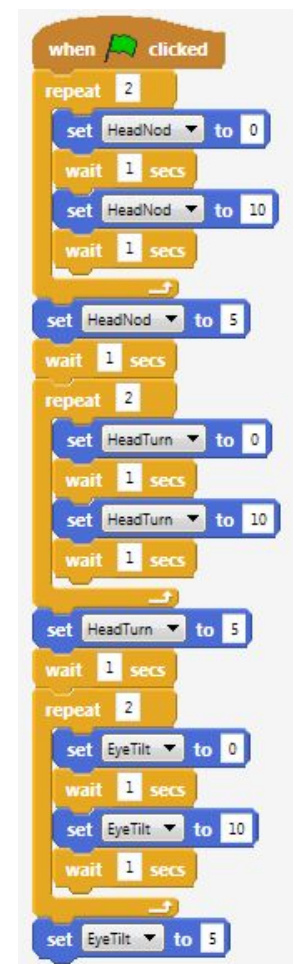 when clicked
repeat 2
set HeadNod to 0
wait 1 secs
set HeadNod to 10
wait 1 secs
set HeadNod to 5
wait 1 secs
repeat 2
set HeadTurn to 0
wait 1 secs
set HeadTurn to 10
wait 1 secs
set HeadTurn to 5
wait 1 secs
repeat 2
set EyeTilt to 0
wait 1 secs
set EyeTilt to 10
wait 1 secs
set EyeTilt to 5